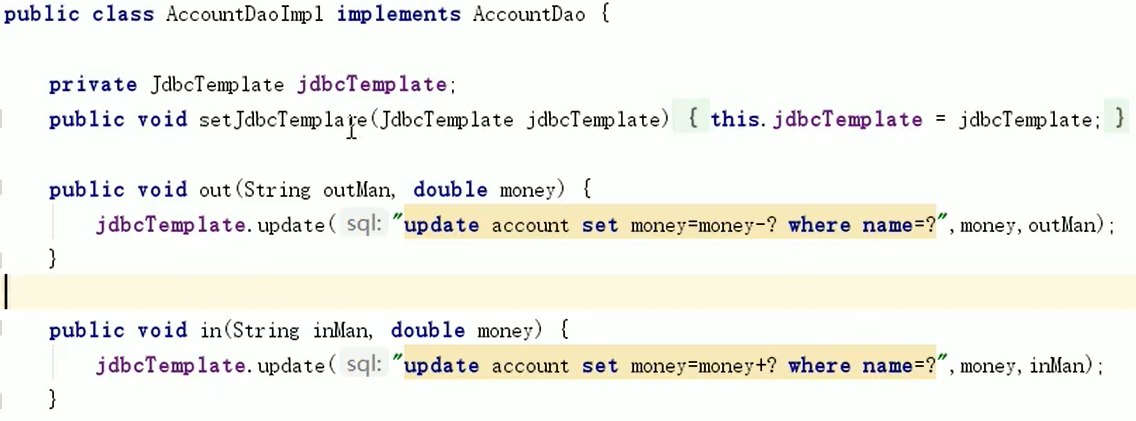 public class AccountDaoImpl implements AccountDao {
private JdbcTemplate jdbcTemplate;
public void setJdbcTemplate(JdbcTemplate jdbcTemplate) { this.jdbcTemplate = jdbcTemplate; }
public void out(String outMan, double money) {
jdbcTemplate.update( sql: "update account set money=money-? where name=?",money,outMan);
}
public void in(String inMan, double money) {
jdbcTemplate.update( sql: "update account set money=money+? where name=?",money,inMan);
}